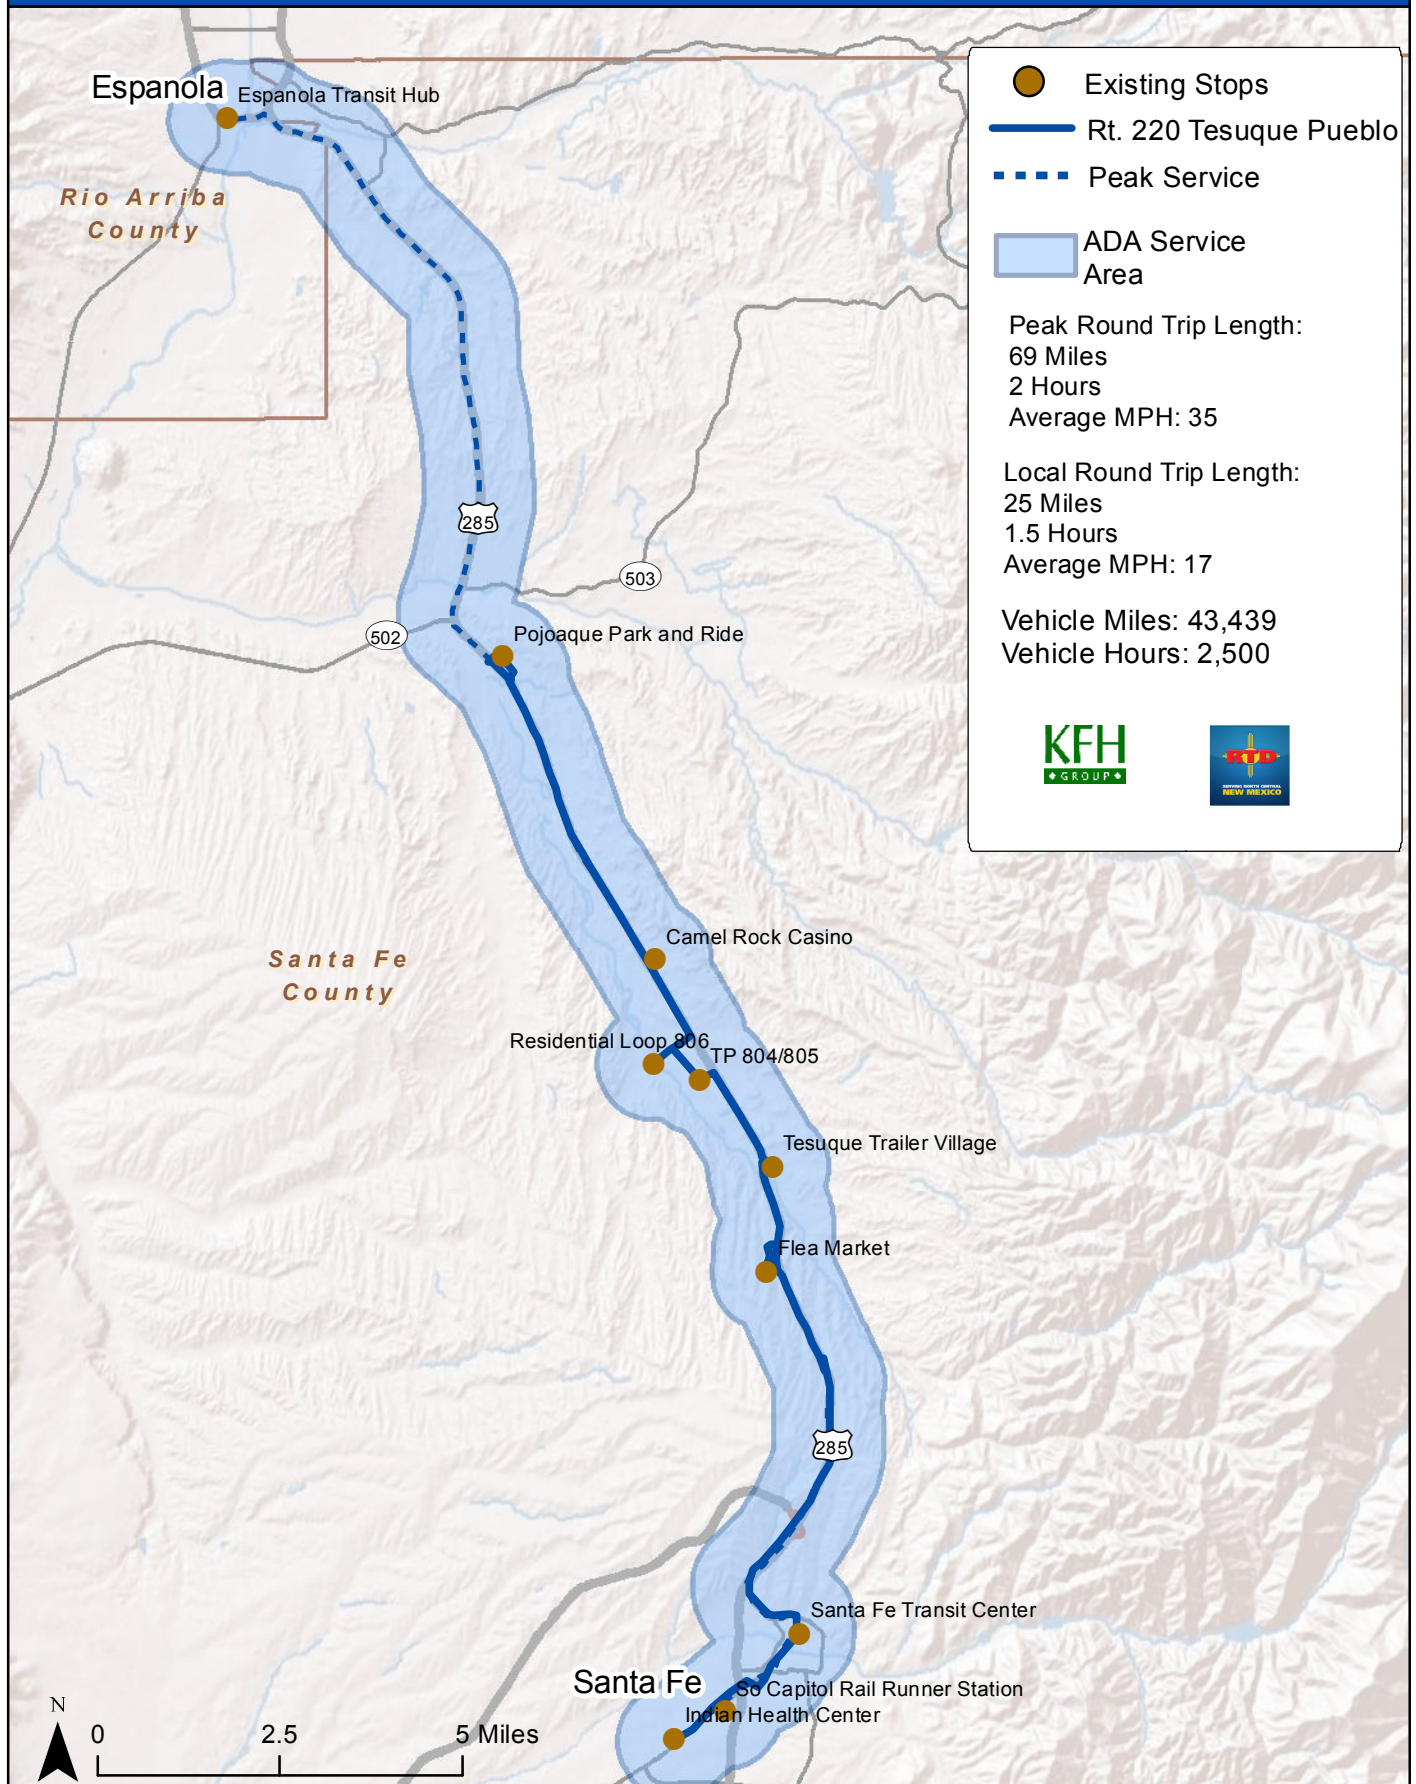 Espanola
Espanola Transit Hub
Rio Arriba
County
Existing Stops
Rt. 220 Tesuque Pueblo
Peak Service
ADA Service
Area
Peak Round Trip Length:
69 Miles
2 Hours
Average MPH: 35
Local Round Trip Length:
25 Miles
1.5 Hours
Average MPH: 17
Vehicle Miles: 43,439
Vehicle Hours: 2,500
KFH
GROUP
RTD
SERVING NORTH CENTRAL
NEW MEXICO
285
503
502
Pojoaque Park and Ride
Camel Rock Casino
Santa Fe
County
Residential Loop 806
TP 804/805
Tesuque Trailer Village
Flea Market
285
Santa Fe Transit Center
Santa Fe
So Capitol Rail Runner Station
Indian Health Center
N
0 2.5 5 Miles